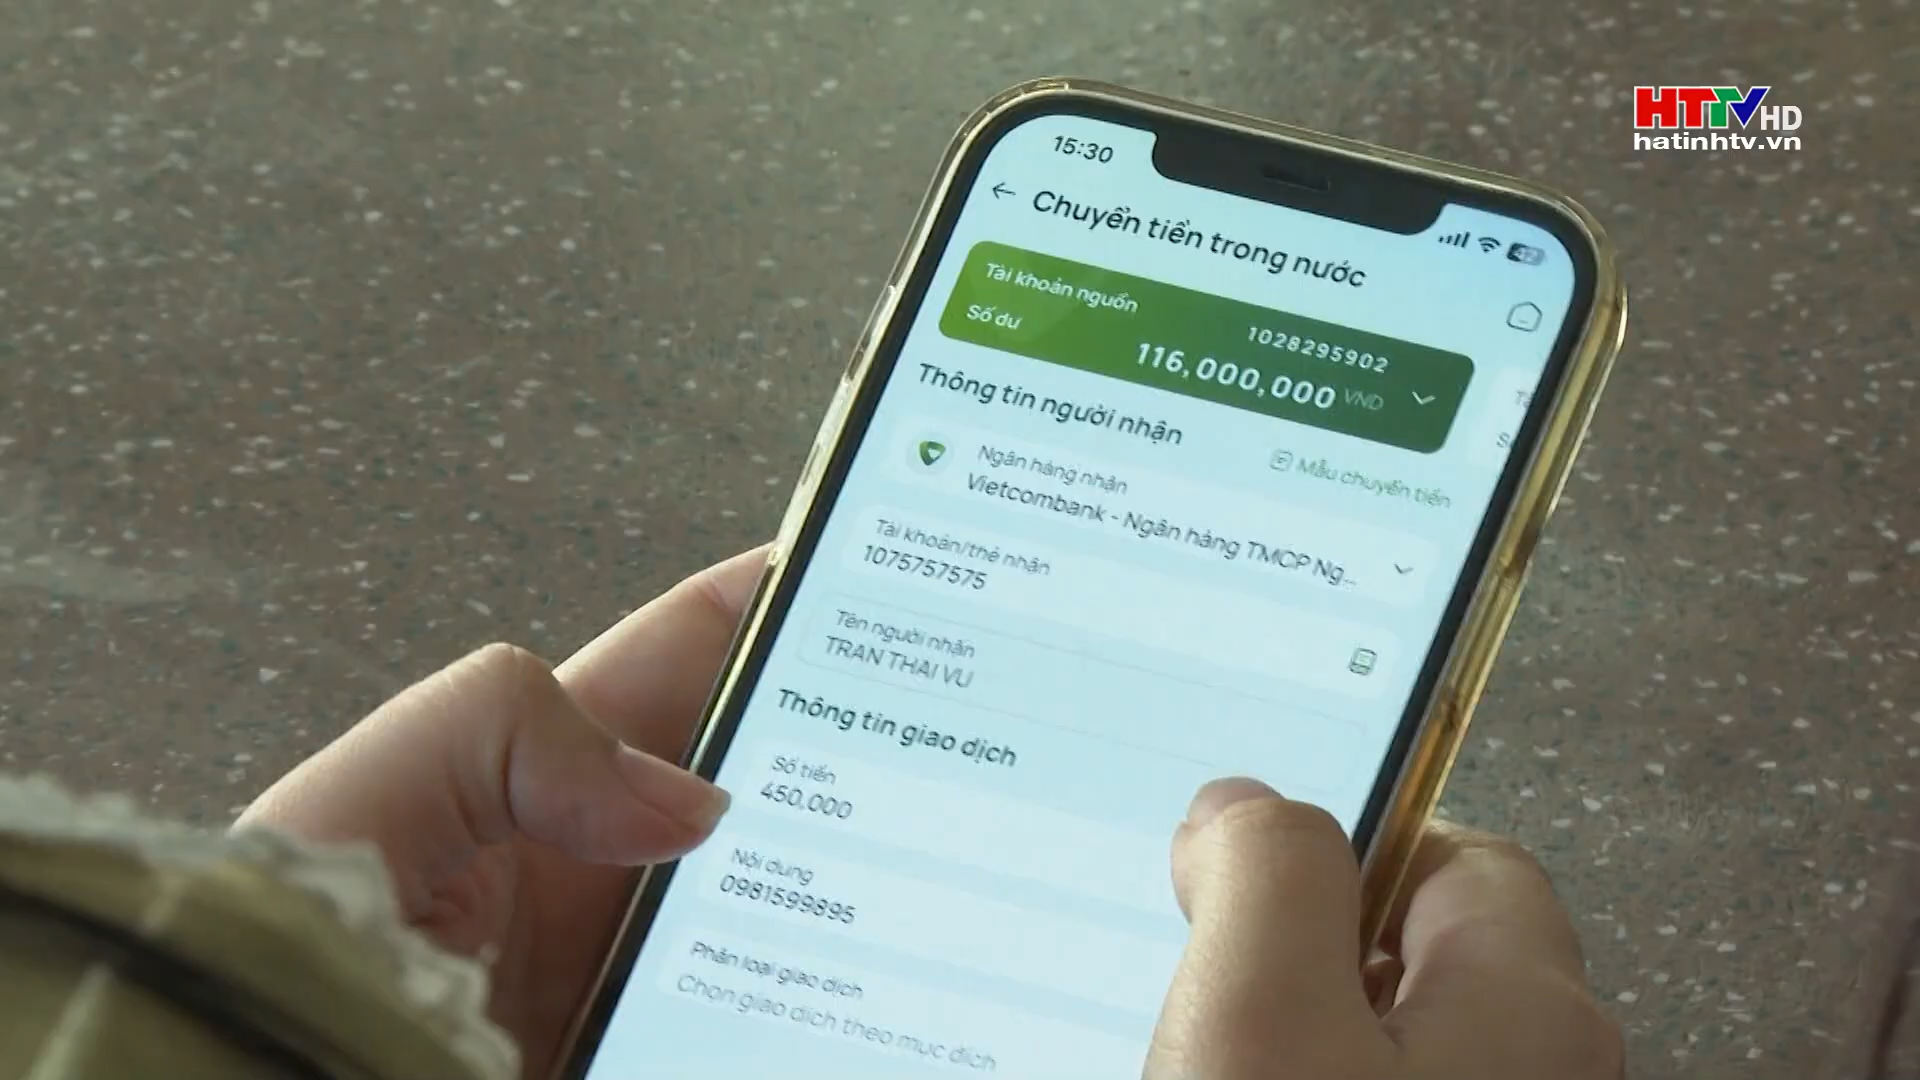 HTTV HD
hatinhtv.vn
15:30
42
Chuyển tiền trong nước
Tài khoản nguồn
1028295902
Số dư
116,000,000 VND
Thông tin người nhận
Mẫu chuyển tiền
Ngân hàng nhận
Vietcombank - Ngân hàng TMCP Ng...
Tài khoản/thẻ nhận
1075757575
Tên người nhận
TRAN THAI VU
Thông tin giao dịch
Số tiền
450,000
Nội dung
0981599895
Phân loại giao dịch
Chọn giao dịch theo mục đích